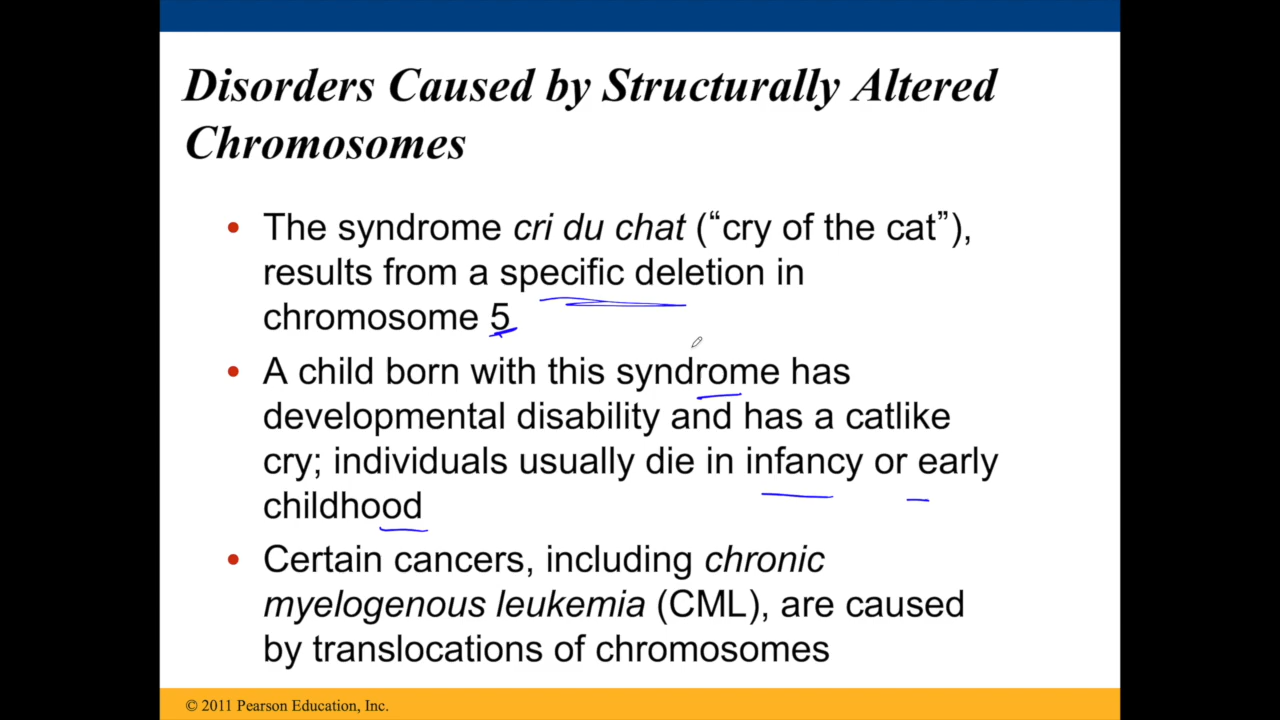 Disorders Caused by Structurally Altered
Chromosomes
• The syndrome cri du chat (“cry of the cat”),
results from a specific deletion in
chromosome 5
• A child born with this syndrome has
developmental disability and has a catlike
cry; individuals usually die in infancy or early
childhood
• Certain cancers, including chronic
myelogenous leukemia (CML), are caused
by translocations of chromosomes
© 2011 Pearson Education, Inc.